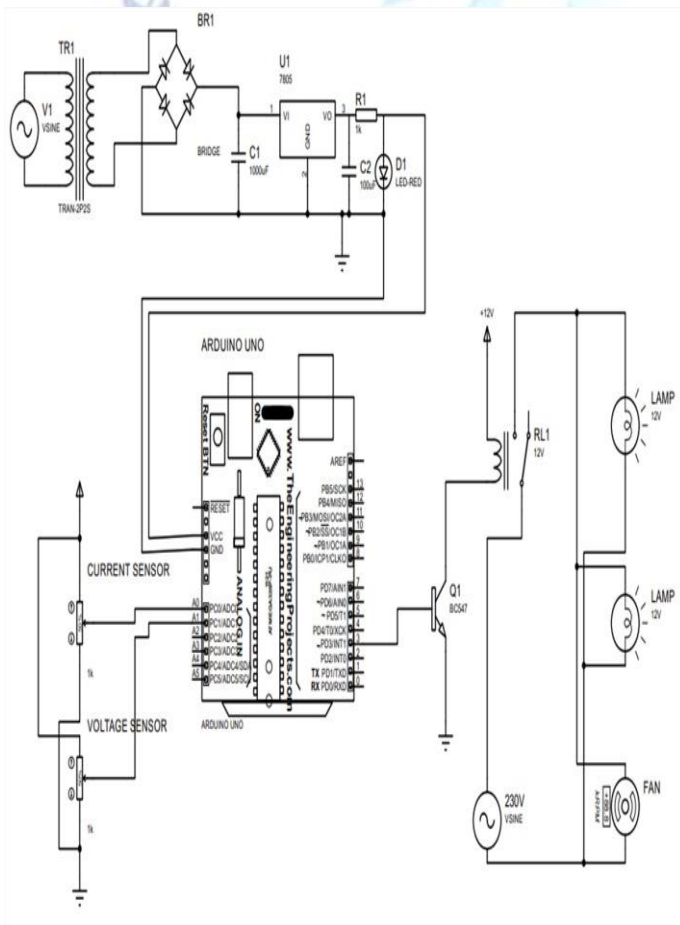 BR1
TR1
V1
VSINE
TRAN-2P2S
BRIDGE
C1
1000uF
U1
7805
1
VI
VO
3
GND
2
R1
1k
C2
100uF
D1
LED-RED
ARDUINO UNO
Reset BTN
ON
www.TheEngineeringProjects.com
ANALOG IN
RESET
VCC
GND
A0
PC0/ADC0
A1
PC1/ADC1
A2
PC2/ADC2
A3
PC3/ADC3
A4
PC4/ADC4/SDA
A5
PC5/ADC5/SCL
AREF
PB5/SCK
13
PB4/MISO
12
~PB3/MOSI/OC2A
11
~PB2/SS/OC1B
10
~PB1/OC1A
9
PB0/ICP1/CLKO
8
PD7/AIN1
7
~PD6/AIN0
6
~PD5/T1
5
PD4/T0/XCK
4
~PD3/INT1
3
PD2/INT0
2
TX PD1/TXD
1
RX PD0/RXD
0
ARDUINO UNO
CURRENT SENSOR
1k
VOLTAGE SENSOR
1k
Q1
BC547
+12V
RL1
12V
LAMP
12V
LAMP
12V
230V
VSINE
FAN
kRPM